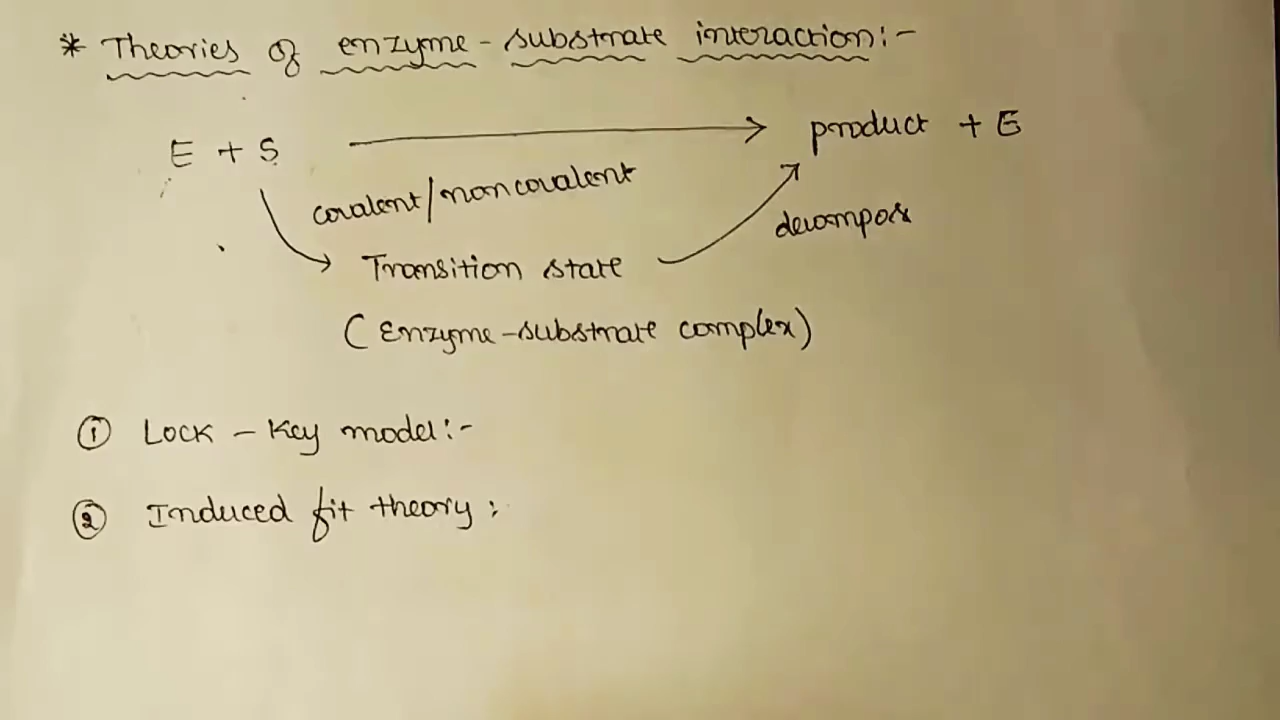 * Theories of enzyme-substrate interaction:-
E + S → product + E
covalent/noncovalent
decompose
Transition state
(Enzyme-substrate complex)
① Lock - Key model:-
② Induced fit theory: